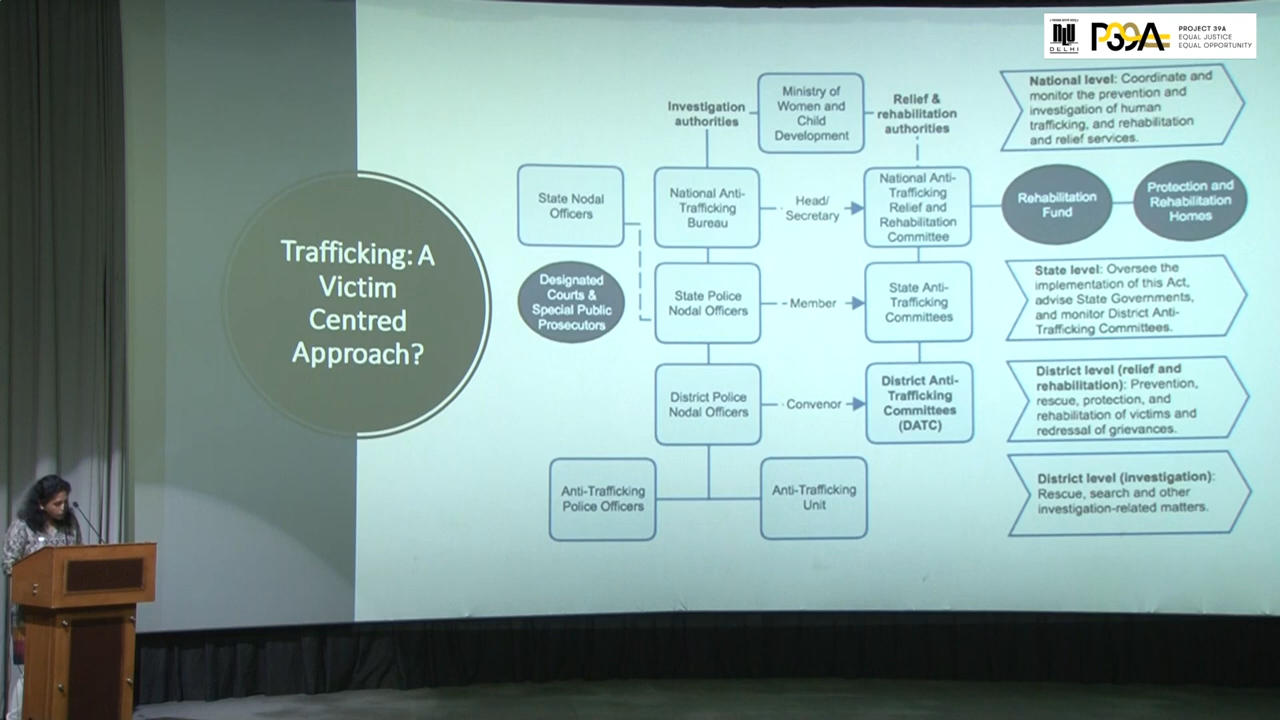 NLU
DELHI
P39A
PROJECT 39A
EQUAL JUSTICE
EQUAL OPPORTUNITY
Trafficking: A
Victim
Centred
Approach?
Investigation
authorities
Ministry of
Women and
Child
Development
Relief &
rehabilitation
authorities
National level: Coordinate and
monitor the prevention and
investigation of human
trafficking, and rehabilitation
and relief services.
State Nodal
Officers
National Anti-
Trafficking
Bureau
Head/
Secretary
National Anti-
Trafficking
Relief and
Rehabilitation
Committee
Rehabilitation
Fund
Protection and
Rehabilitation
Homes
Designated
Courts &
Special Public
Prosecutors
State Police
Nodal Officers
Member
State Anti-
Trafficking
Committees
State level: Oversee the
implementation of this Act,
advise State Governments,
and monitor District Anti-
Trafficking Committees.
District Police
Nodal Officers
Convenor
District Anti-
Trafficking
Committees
(DATC)
District level (relief and
rehabilitation): Prevention,
rescue, protection, and
rehabilitation of victims and
redressal of grievances.
Anti-Trafficking
Police Officers
Anti-Trafficking
Unit
District level (investigation):
Rescue, search and other
investigation-related matters.